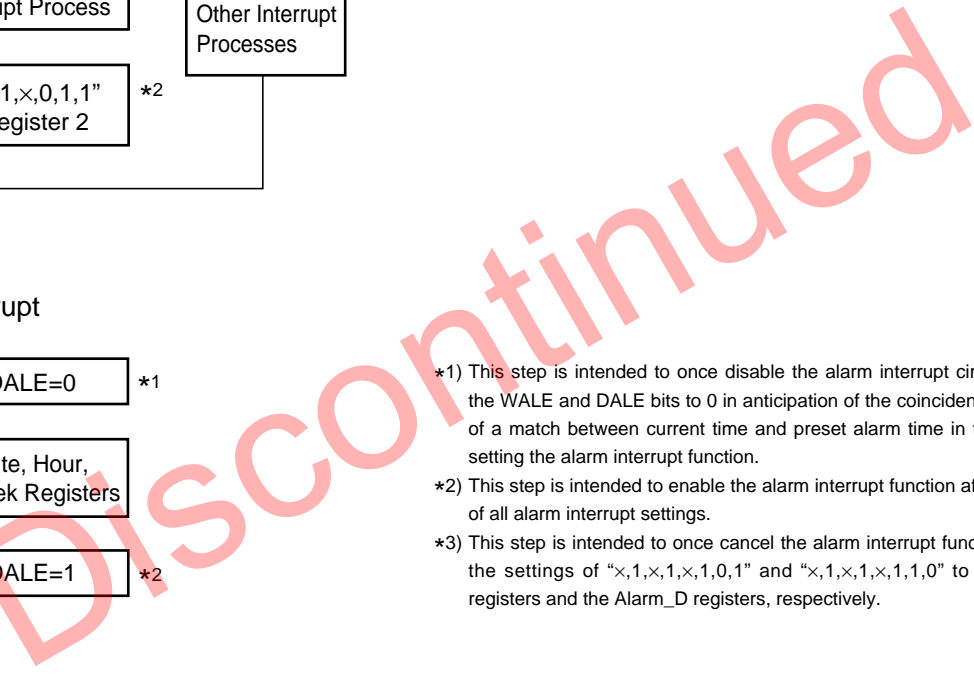 upt Process
Other Interrupt
Processes
1,×,0,1,1”
egister 2
*2
upt
DALE=0
*1
te, Hour,
ek Registers
DALE=1
*2
*1) This step is intended to once disable the alarm interrupt cir
the WALE and DALE bits to 0 in anticipation of the coinciden
of a match between current time and preset alarm time in t
setting the alarm interrupt function.
*2) This step is intended to enable the alarm interrupt function af
of all alarm interrupt settings.
*3) This step is intended to once cancel the alarm interrupt func
the settings of “×,1,×,1,×,1,0,1” and “×,1,×,1,×,1,1,0” to
registers and the Alarm_D registers, respectively.
Discontinued